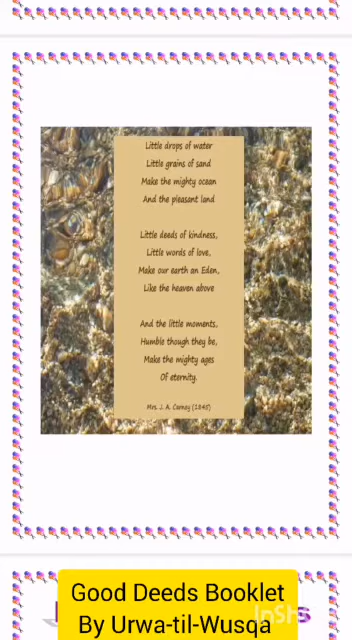 Little drops of water
Little grains of sand
Make the mighty ocean
And the pleasant land
Little deeds of kindness,
Little words of love,
Make our earth an Eden,
Like the heaven above
And the little moments,
Humble though they be,
Make the mighty ages
Of eternity.
Mrs. J. A. Carney (1845)
Good Deeds Booklet
By Urwa-til-Wusqa